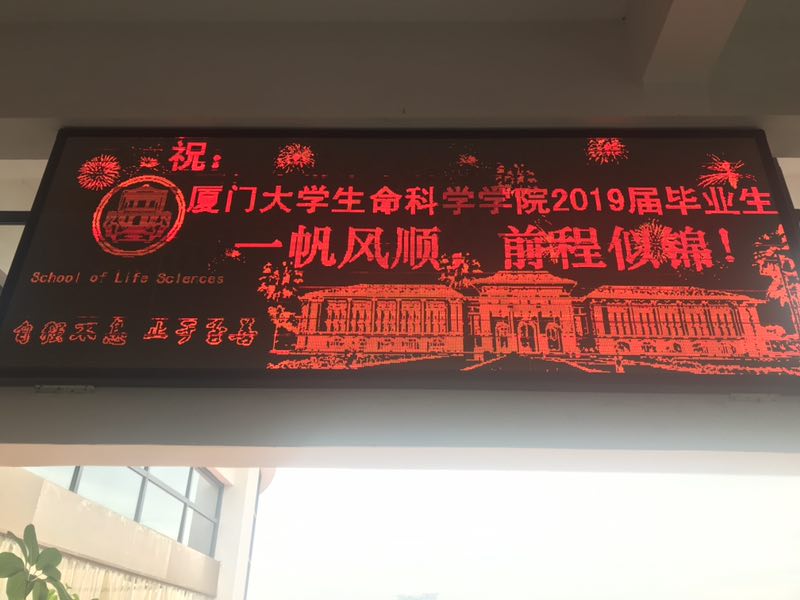 祝:
厦门大学生命科学学院2019届毕业生
一帆风顺,前程似锦!
School of Life Sciences
自强不息 止于至善